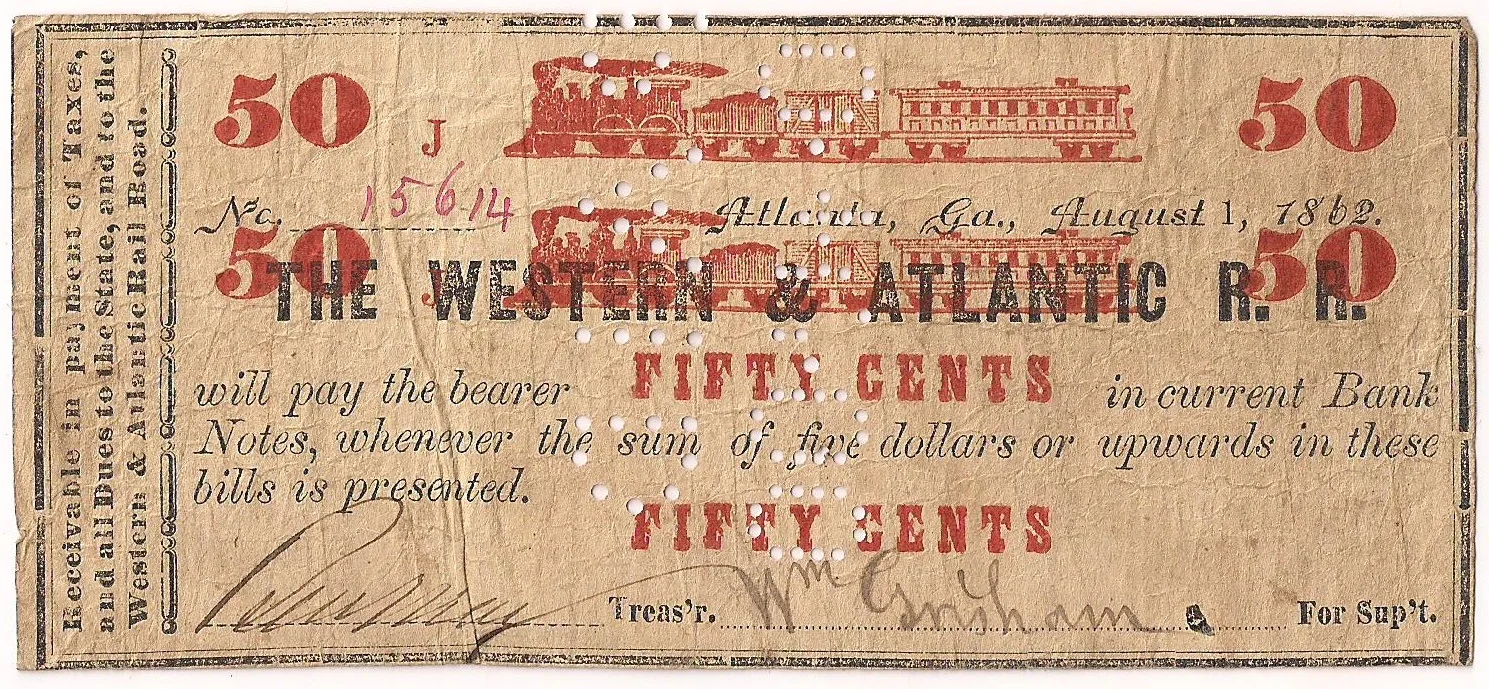 Receivable in payment of Taxes,
and all Dues to the State, and to the
Western & Atlantic Rail Road.
50 J 50
No. 15614 Atlanta, Ga., August 1, 1862.
50 J 50
THE WESTERN & ATLANTIC R. R.
will pay the bearer FIFTY CENTS in current Bank
Notes, whenever the sum of five dollars or upwards in these
bills is presented.
FIFTY CENTS
Treas'r. Wm Grisham For Sup't.